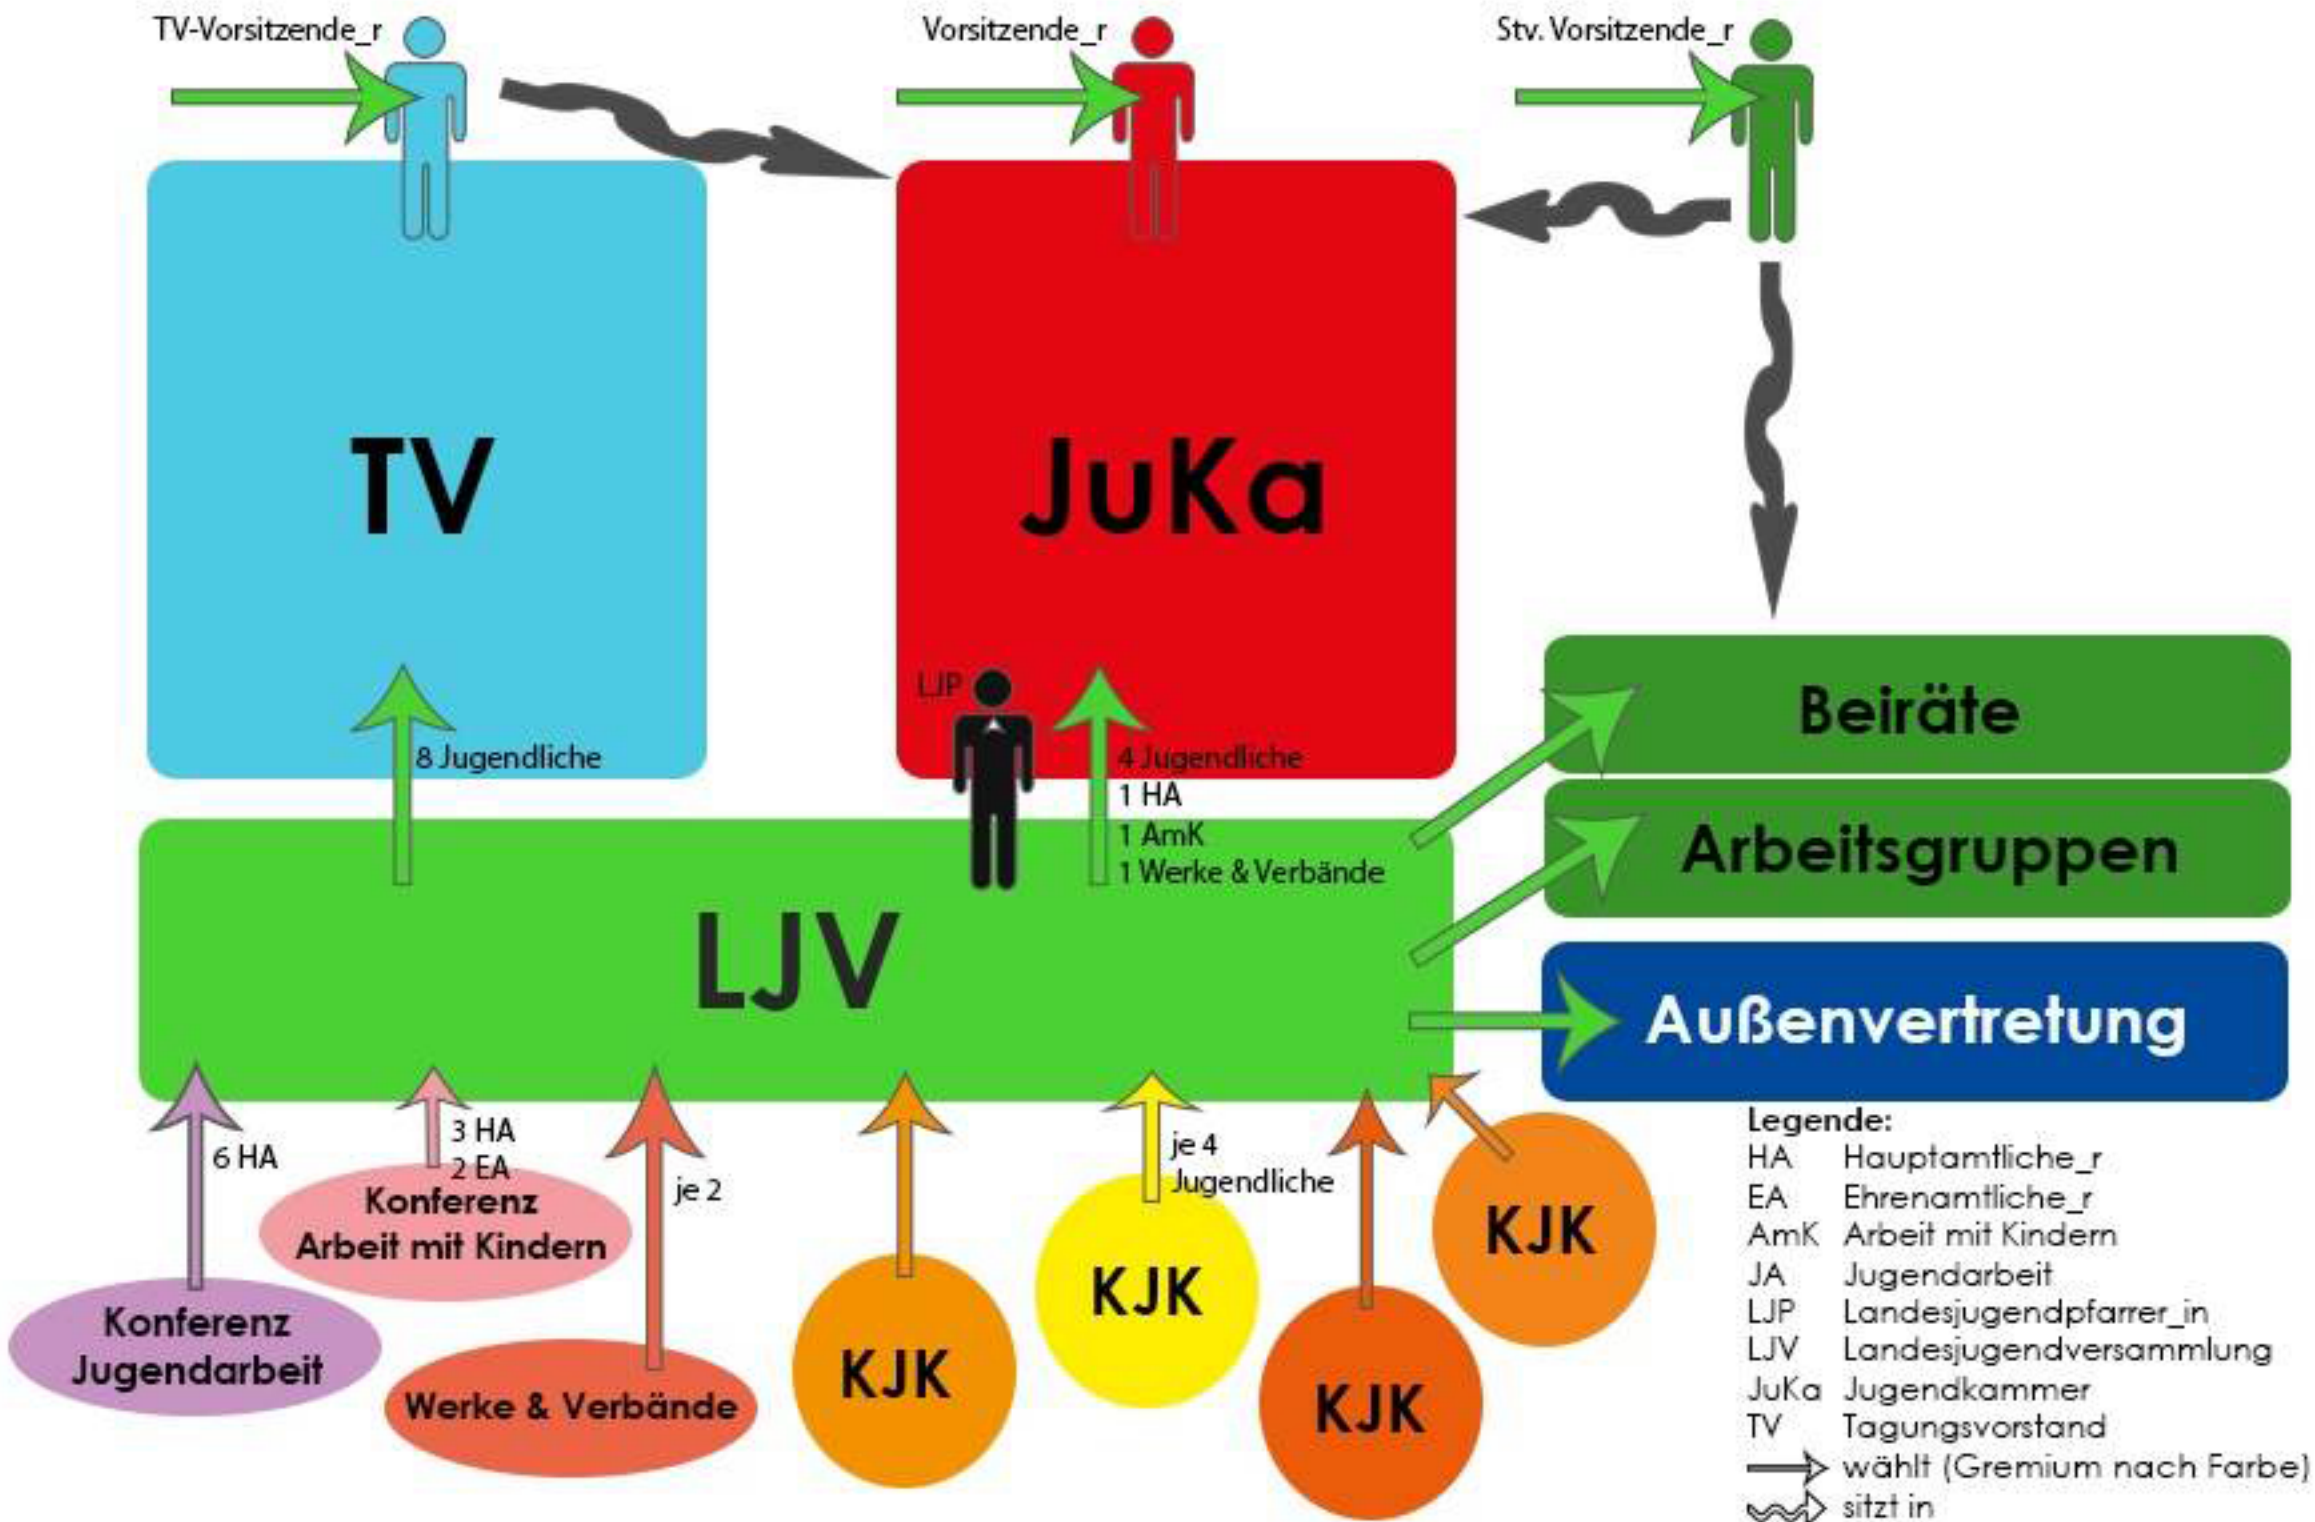 TV-Vorsitzende_r
Vorsitzende_r
Stv. Vorsitzende_r
TV
JuKa
LJP
8 Jugendliche
4 Jugendliche
1 HA
1 AmK
1 Werke & Verbände
Beiräte
Arbeitsgruppen
LJV
Außenvertretung
6 HA
3 HA
2 EA
je 2
je 4
Jugendliche
Konferenz
Arbeit mit Kindern
Konferenz
Jugendarbeit
Werke & Verbände
KJK
KJK
KJK
KJK
Legende:
HA Hauptamtliche_r
EA Ehrenamtliche_r
AmK Arbeit mit Kindern
JA Jugendarbeit
LJP Landesjugendpfarrer_in
LJV Landesjugendversammlung
JuKa Jugendkammer
TV Tagungsvorstand
wählt (Gremium nach Farbe)
sitzt in